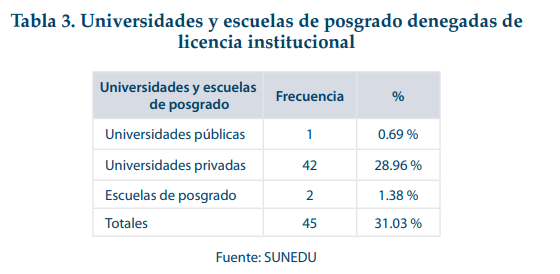 Tabla 3. Universidades y escuelas de posgrado denegadas de
licencia institucional
Universidades y escuelas
de posgrado
Frecuencia
%
Universidades públicas 1 0.69 %
Universidades privadas 42 28.96 %
Escuelas de posgrado 2 1.38 %
Totales 45 31.03 %
Fuente: SUNEDU